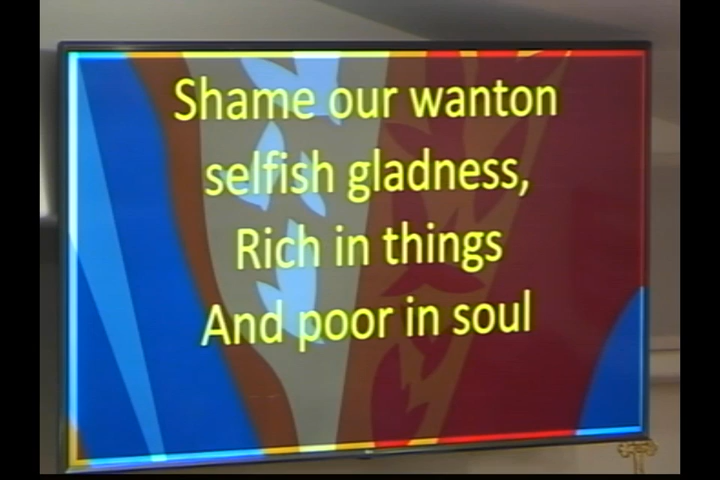 Shame our wanton
selfish gladness,
Rich in things
And poor in soul